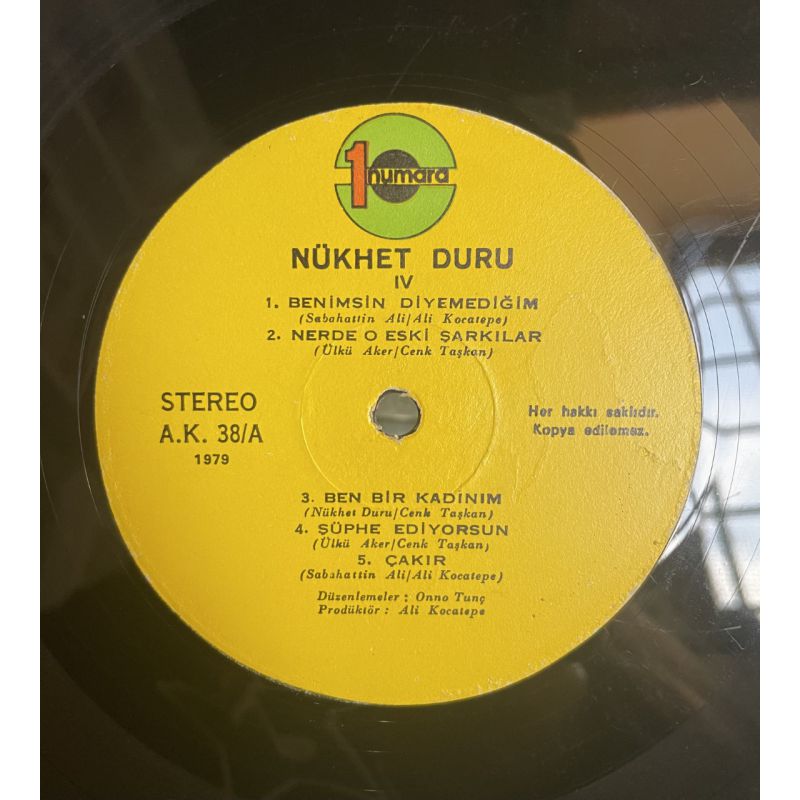 1 numara
NÜKHET DURU
IV
1. BENİMSİN DİYEMEDİĞİM
(Sabahattin Ali/Ali Kocatepe)
2. NERDE O ESKİ ŞARKILAR
(Ülkü Aker/Cenk Taşkan)
STEREO
A.K. 38/A
1979
Her hakkı saklıdır.
Kopya edilemez.
3. BEN BİR KADINIM
(Nükhet Duru/Cenk Taşkan)
4. ŞÜPHE EDİYORSUN
(Ülkü Aker/Cenk Taşkan)
5. ÇAKIR
(Sabahattin Ali/Ali Kocatepe)
Düzenlemeler : Onno Tunç
Prodüktör : Ali Kocatepe